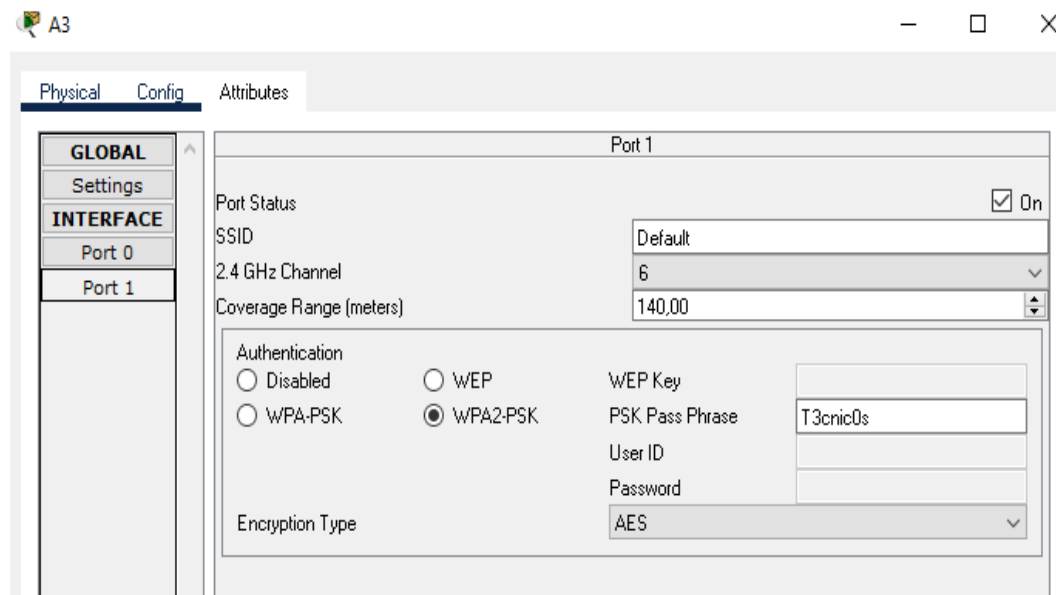 A3
Physical Config Attributes
GLOBAL
Settings
INTERFACE
Port 0
Port 1
Port 1
Port Status On
SSID Default
2.4 GHz Channel 6
Coverage Range (meters) 140,00
Authentication
Disabled WEP WEP Key
WPA-PSK WPA2-PSK PSK Pass Phrase T3cnic0s
User ID
Password
Encryption Type AES